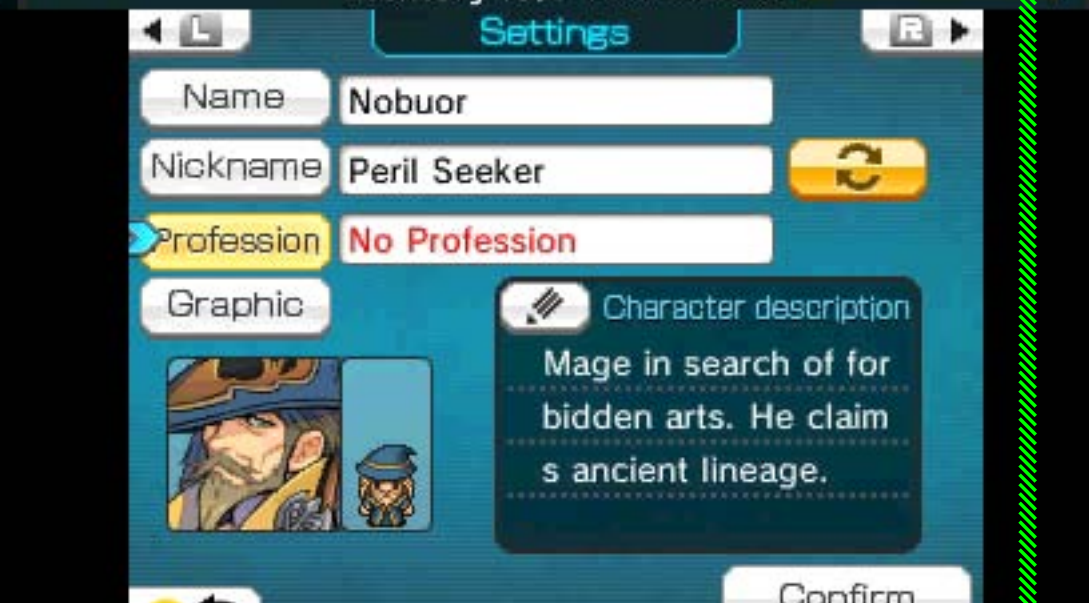 L
Settings
R
Name
Nobuor
Nickname
Peril Seeker
Profession
No Profession
Graphic
Character description
Mage in search of for
bidden arts. He claim
s ancient lineage.
Confirm